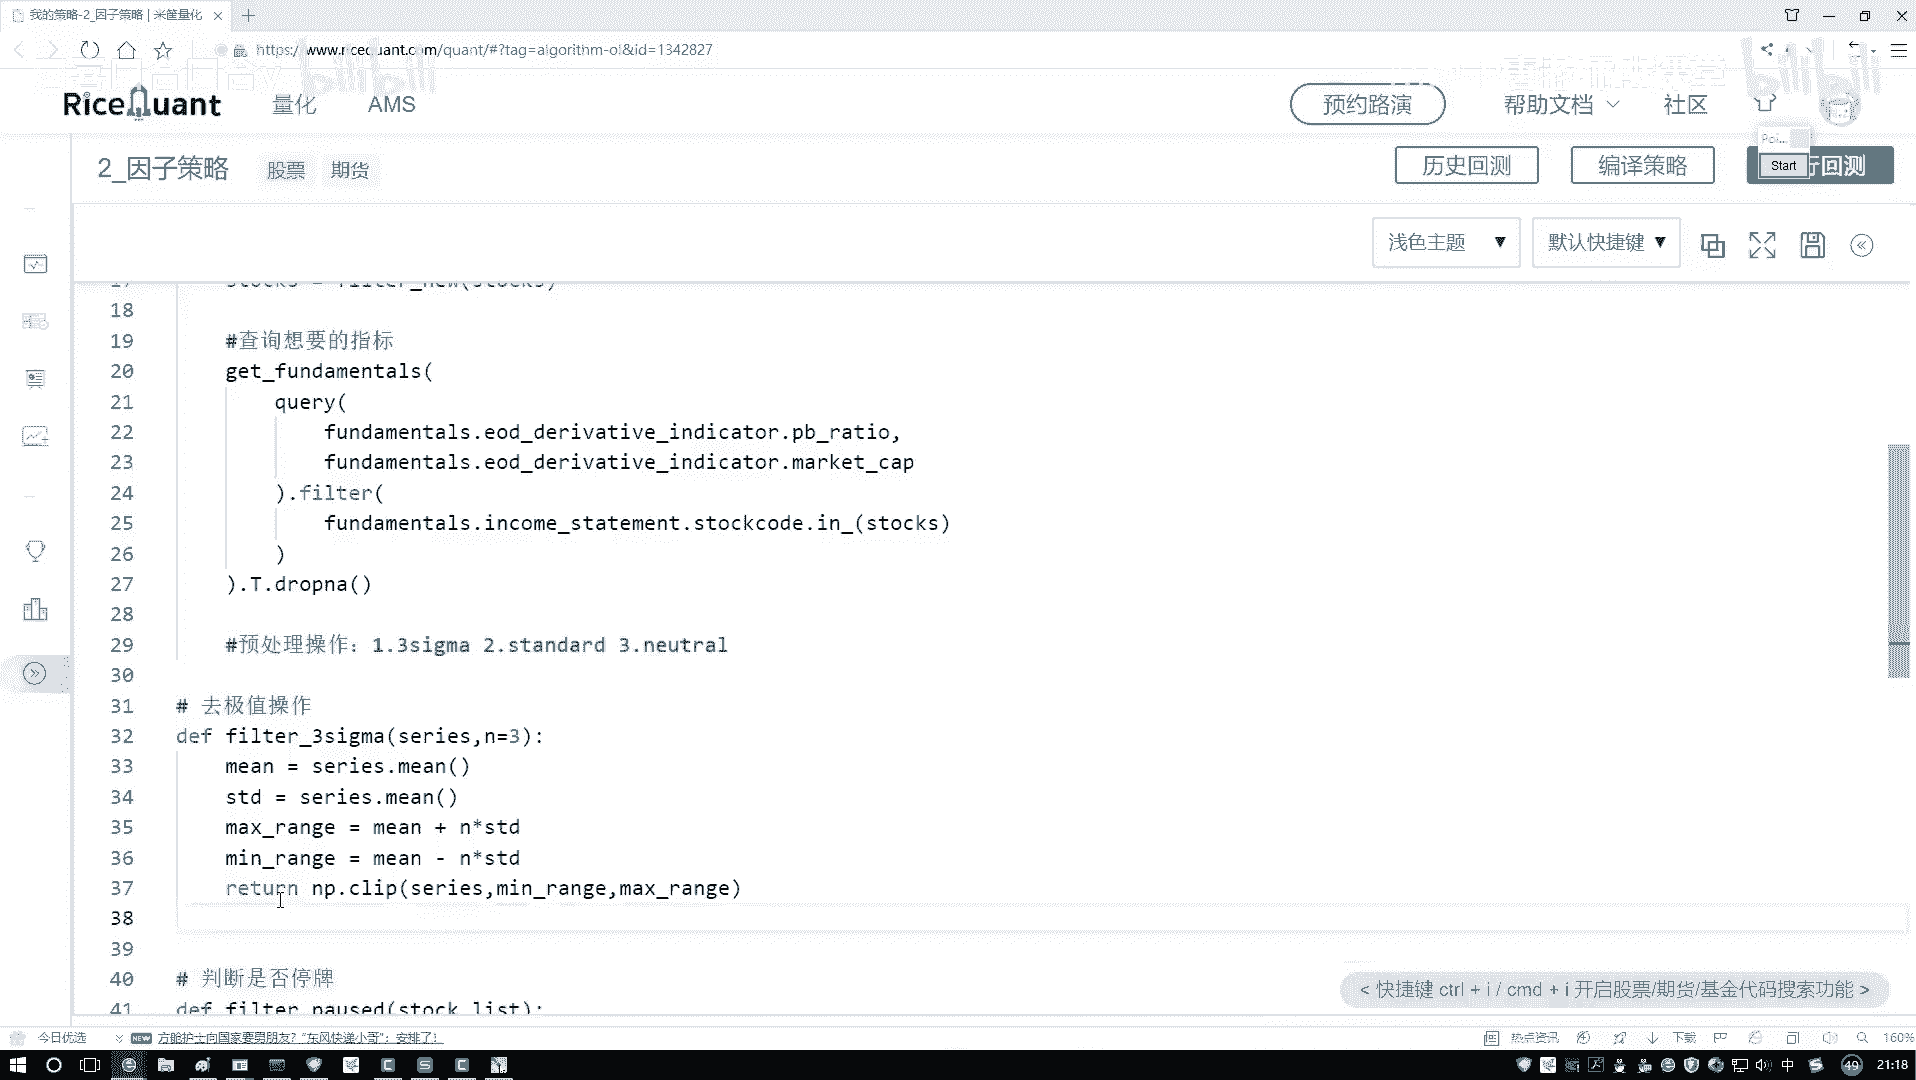 我的策略-2_因子策略 | 米筐量化
https://www.ricequant.com/quant/#?tag=algorithm-ol&id=1342827
RiceQuant 量化 AMS 预约路演 帮助文档 社区
2_因子策略 股票 期货 历史回测 编译策略 行回测
Poi...
Start
浅色主题 ▼ 默认快捷键 ▼
17 stocks = filter_new(stocks)
18
19 #查询想要的指标
20 get_fundamentals(
21 query(
22 fundamentals.eod_derivative_indicator.pb_ratio,
23 fundamentals.eod_derivative_indicator.market_cap
24 ).filter(
25 fundamentals.income_statement.stockcode.in_(stocks)
26 )
27 ).T.dropna()
28
29 #预处理操作：1.3sigma 2.standard 3.neutral
30
31 # 去极值操作
32 def filter_3sigma(series,n=3):
33 mean = series.mean()
34 std = series.mean()
35 max_range = mean + n*std
36 min_range = mean - n*std
37 return np.clip(series,min_range,max_range)
38
39
40 # 判断是否停牌
41 def filter_paused(stock_list):
< 快捷键 ctrl + i / cmd + i 开启股票/期货/基金代码搜索功能 >
今日优选 NEW 方舱护士向国家要男朋友？“东风快递小哥”：安排了！ 热点资讯 下载 160%
中 49 21:18
bilibili
bilibili